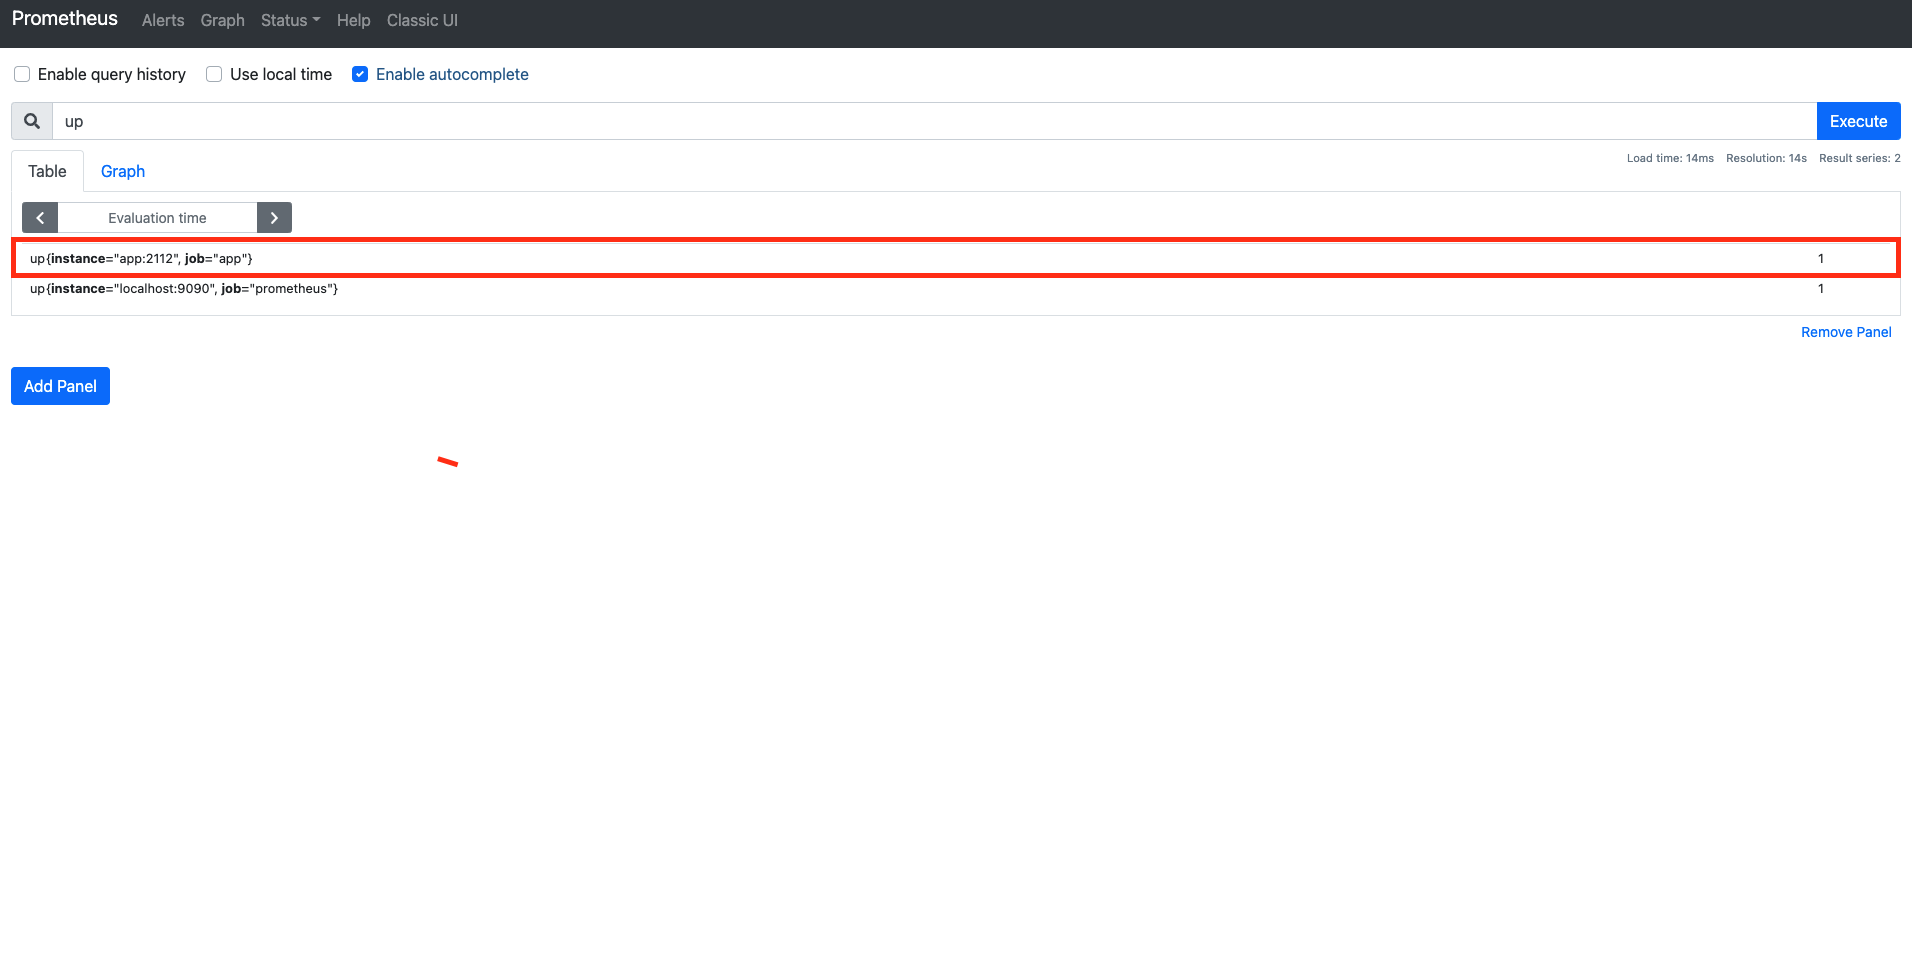 Prometheus Alerts Graph Status Help Classic UI
Enable query history Use local time Enable autocomplete
up Execute
Table Graph Load time: 14ms Resolution: 14s Result series: 2
Evaluation time
up{instance="app:2112", job="app"} 1
up{instance="localhost:9090", job="prometheus"} 1
Remove Panel
Add Panel